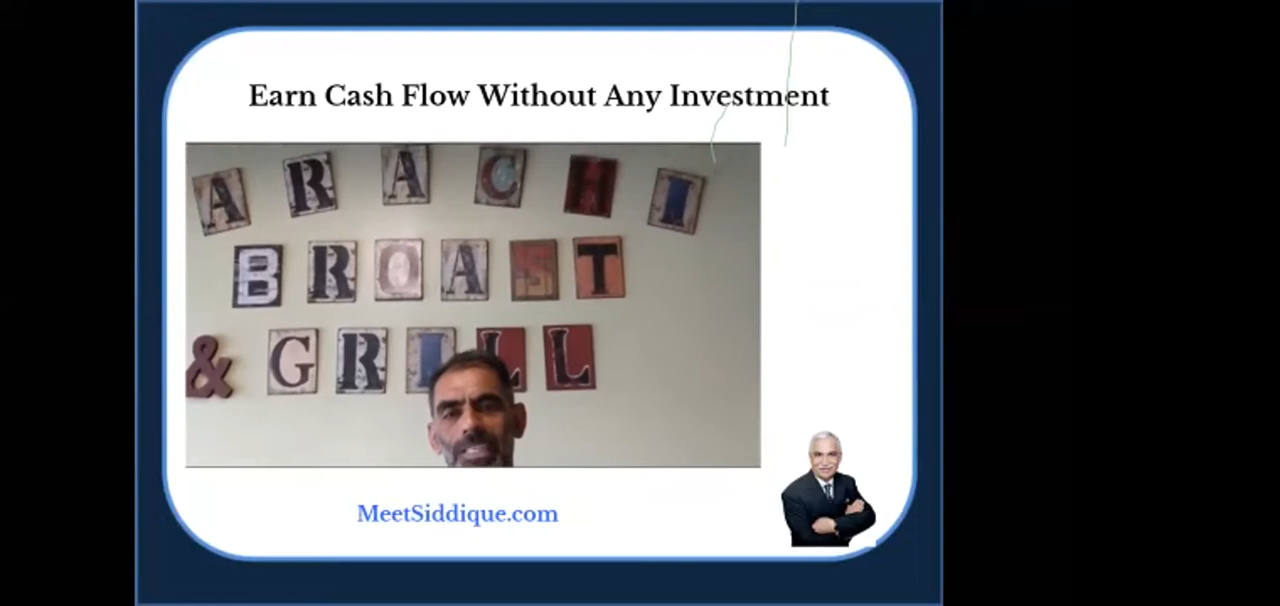 Earn Cash Flow Without Any Investment
ARACHI
BROAST
& GRILL
MeetSiddique.com